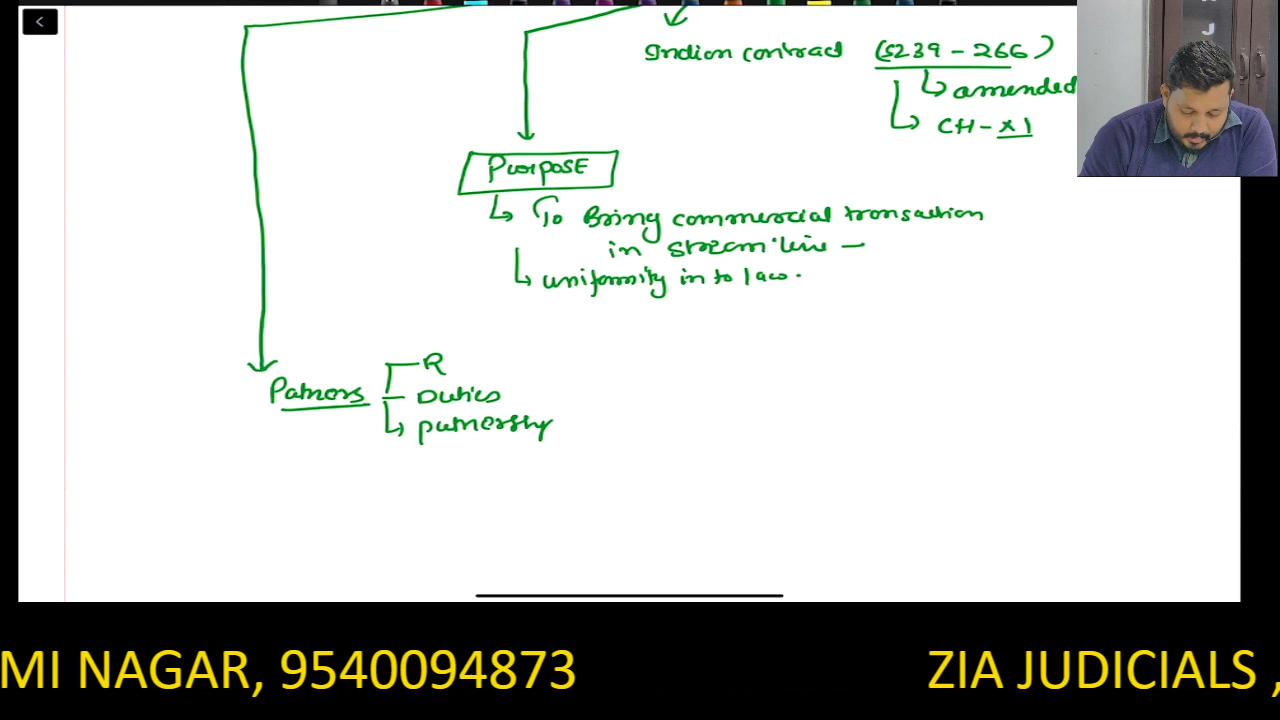 Indian contract (S239 - 266)
amended
CH - XI
Purpose
To Bring commercial transaction
in stream line -
uniformity in to law.
R
Patners
Duties
patnership
MI NAGAR, 9540094873
ZIA JUDICIALS ,